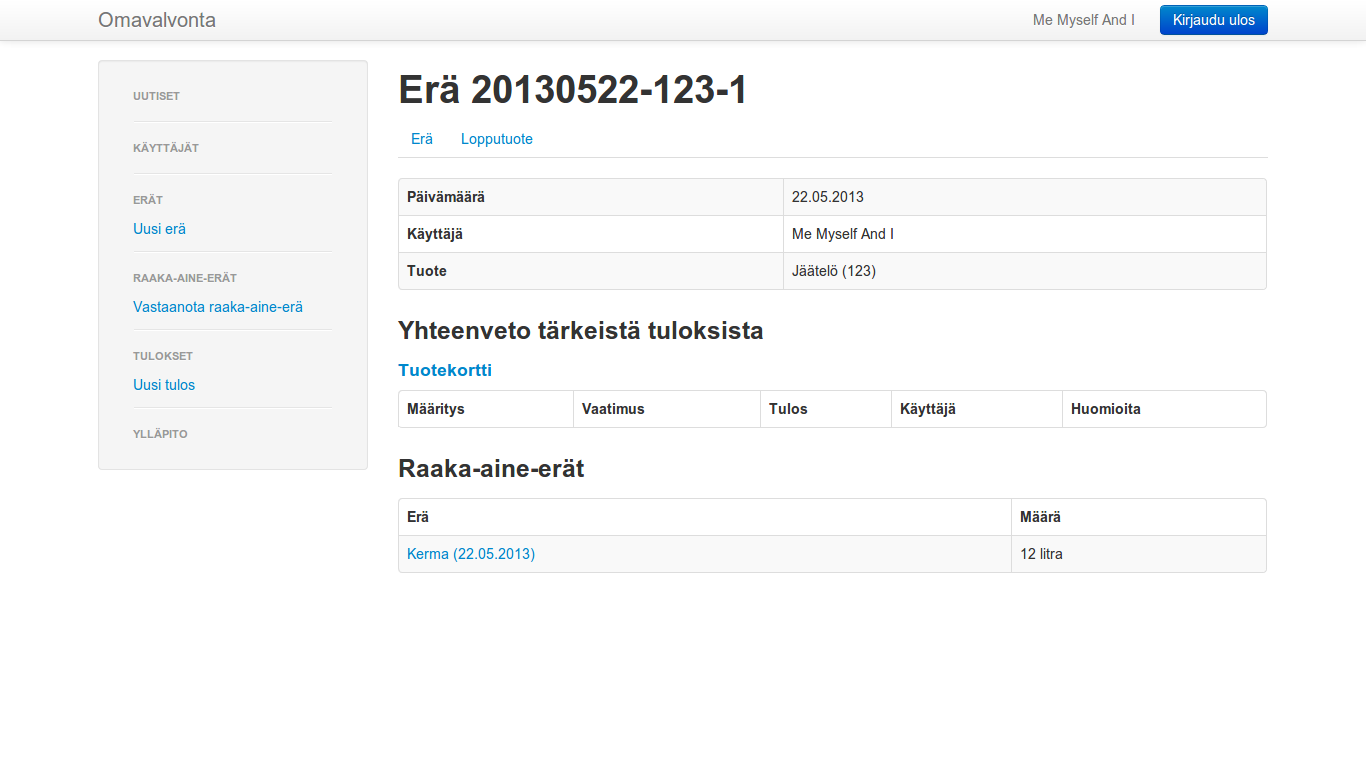 Omavalvonta Me Myself And I Kirjaudu ulos
UUTISET
KÄYTTÄJÄT
ERÄT
Uusi erä
RAAKA-AINE-ERÄT
Vastaanota raaka-aine-erä
TULOKSET
Uusi tulos
YLLÄPITO
Erä 20130522-123-1
Erä Lopputuote
Päivämäärä 22.05.2013
Käyttäjä Me Myself And I
Tuote Jäätelö (123)
Yhteenveto tärkeistä tuloksista
Tuotekortti
Määritys Vaatimus Tulos Käyttäjä Huomioita
Raaka-aine-erät
Erä Määrä
Kerma (22.05.2013) 12 litra